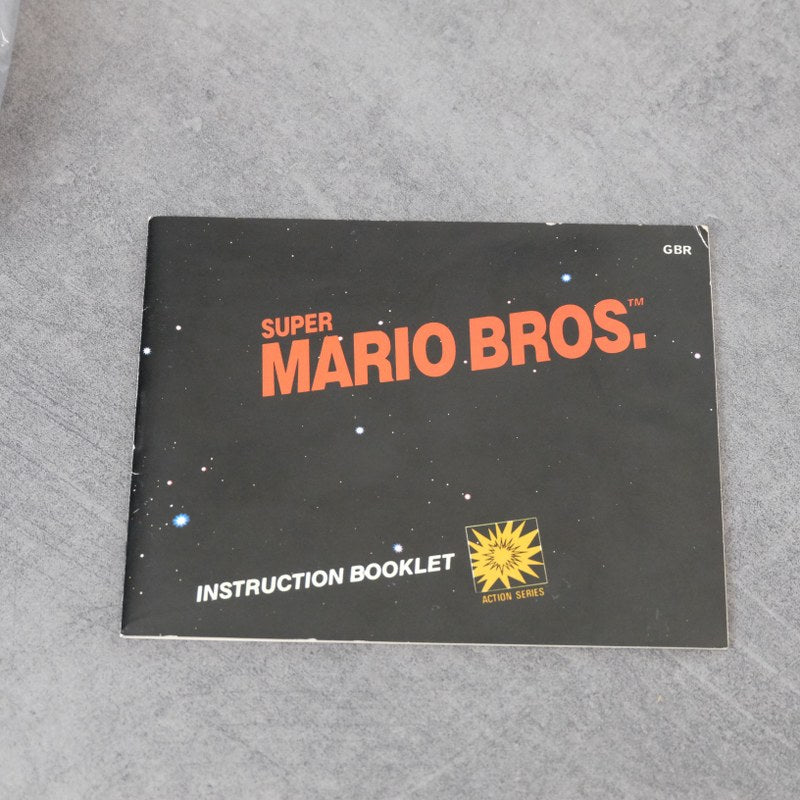 GBR
SUPER
MARIO BROS.™
INSTRUCTION BOOKLET
ACTION SERIES